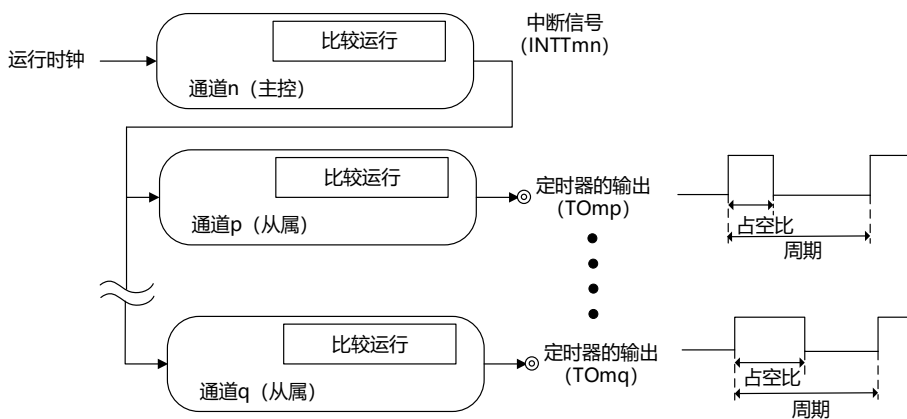 运行时钟
比较运行
通道n（主控）
中断信号
(INTTmn)
比较运行
通道p（从属）
定时器的输出
(TOmp)
占空比
周期
比较运行
通道q（从属）
定时器的输出
(TOmq)
占空比
周期